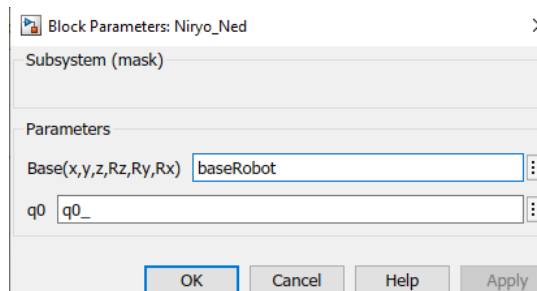 Block Parameters: Niryo_Ned
Subsystem (mask)
Parameters
Base(x,y,z,Rz,Ry,Rx) baseRobot
q0 q0_
OK Cancel Help Apply